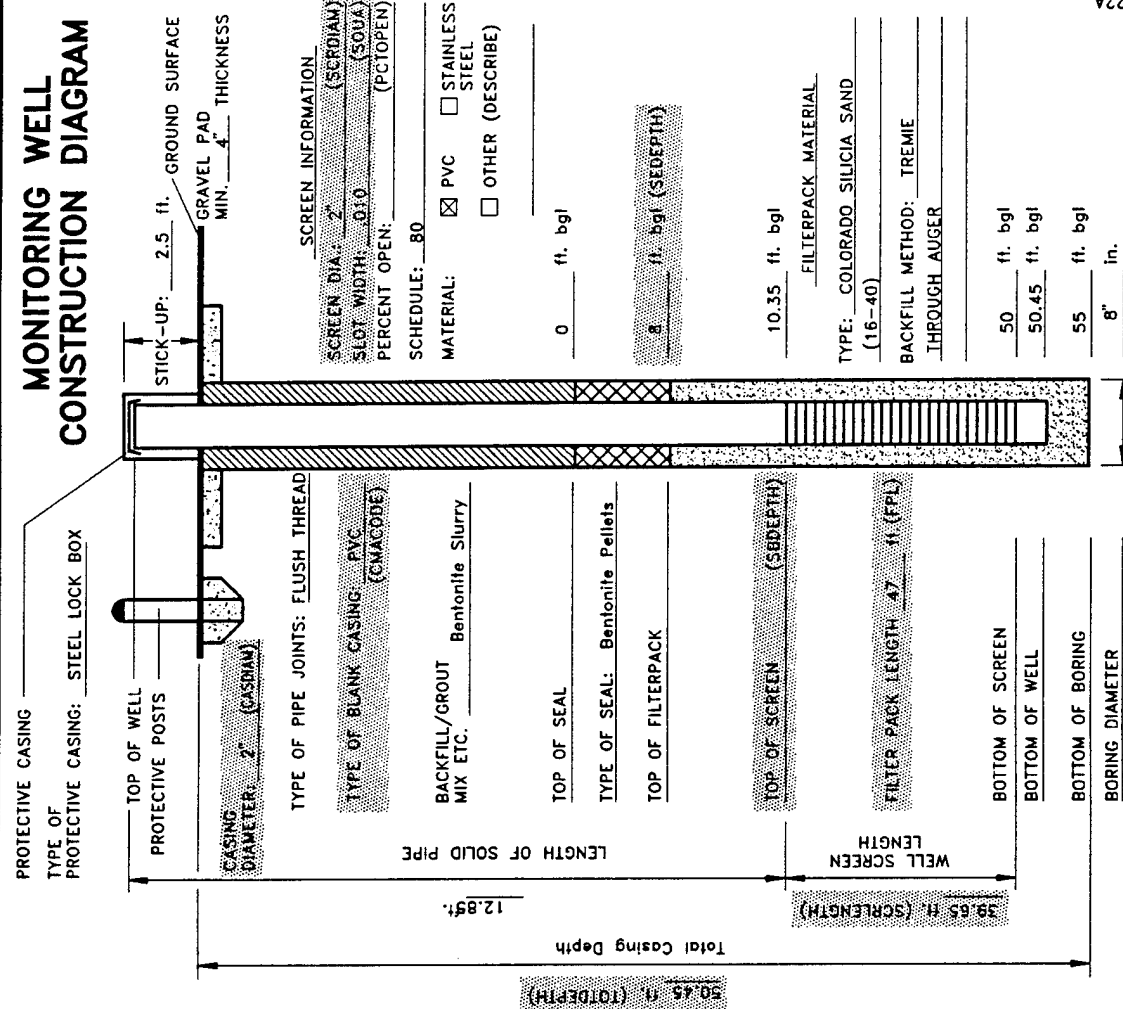 MONITORING WELL
CONSTRUCTION DIAGRAM
PROTECTIVE CASING
TYPE OF
PROTECTIVE CASING: STEEL LOCK BOX
TOP OF WELL
PROTECTIVE POSTS
STICK-UP: 2.5 ft.
GROUND SURFACE
GRAVEL PAD
MIN. 4" THICKNESS
CASING
DIAMETER: 2" (CASDIAM)
TYPE OF PIPE JOINTS: FLUSH THREAD
TYPE OF BLANK CASING: PVC
(CMACODE)
BACKFILL/GROUT
MIX ETC. Bentonite Slurry
SCREEN INFORMATION
SCREEN DIA.: 2" (SCRDIAM)
SLOT WIDTH: .010 (SOUA)
PERCENT OPEN: (PCTOPEN)
SCHEDULE: 80
MATERIAL: ☒ PVC ☐ STAINLESS
STEEL
☐ OTHER (DESCRIBE)
TOP OF SEAL 0 ft. bgl
TYPE OF SEAL: Bentonite Pellets
TOP OF FILTERPACK 8 ft. bgl (SEDEPTH)
TOP OF SCREEN (SBDEPTH) 10.35 ft. bgl
FILTERPACK MATERIAL
TYPE: COLORADO SILICIA SAND
(16-40)
BACKFILL METHOD: TREMIE
THROUGH AUGER
FILTER PACK LENGTH 47 ft.(FPL)
BOTTOM OF SCREEN 50 ft. bgl
BOTTOM OF WELL 50.45 ft. bgl
BOTTOM OF BORING 55 ft. bgl
BORING DIAMETER 8" in.
LENGTH OF SOLID PIPE
12.85ft.
WELL SCREEN
LENGTH
39.65 ft. (SCRLENGTH)
Total Casing Depth
50.45 ft. (TOTDEPTH)